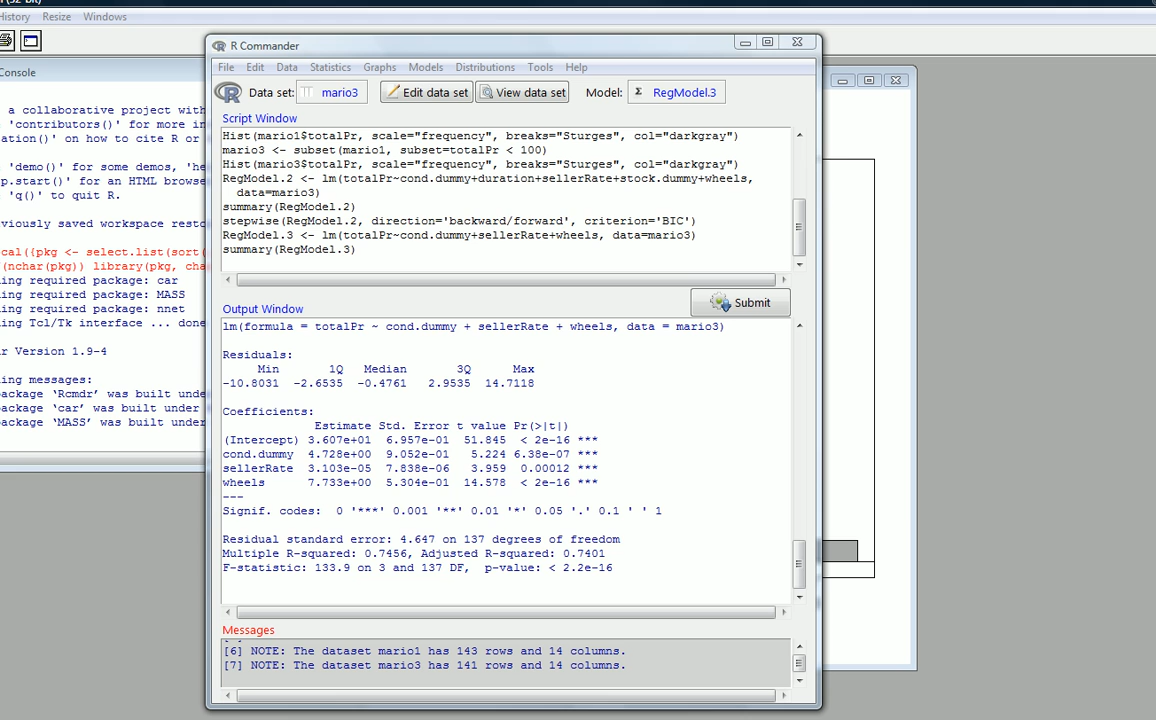 History Resize Windows
Console
a collaborative project with
'contributors()' for more in
ation()' on how to cite R or
'demo()' for some demos, 'he
p.start()' for an HTML browse
'q()' to quit R.
viously saved workspace resto
cal({pkg <- select.list(sort(
(nchar(pkg)) library(pkg, cha
ing required package: car
ing required package: MASS
ing required package: nnet
ing Tcl/Tk interface ... done
r Version 1.9-4
ing messages:
package ‘Rcmdr’ was built unde
package ‘car’ was built under
package ‘MASS’ was built under
R Commander
File Edit Data Statistics Graphs Models Distributions Tools Help
Data set: mario3 Edit data set View data set Model: Σ RegModel.3
Script Window
Hist(mario1$totalPr, scale="frequency", breaks="Sturges", col="darkgray")
mario3 <- subset(mario1, subset=totalPr < 100)
Hist(mario3$totalPr, scale="frequency", breaks="Sturges", col="darkgray")
RegModel.2 <- lm(totalPr~cond.dummy+duration+sellerRate+stock.dummy+wheels,
data=mario3)
summary(RegModel.2)
stepwise(RegModel.2, direction='backward/forward', criterion='BIC')
RegModel.3 <- lm(totalPr~cond.dummy+sellerRate+wheels, data=mario3)
summary(RegModel.3)
Submit
Output Window
lm(formula = totalPr ~ cond.dummy + sellerRate + wheels, data = mario3)
Residuals:
Min 1Q Median 3Q Max
-10.8031 -2.6535 -0.4761 2.9535 14.7118
Coefficients:
Estimate Std. Error t value Pr(>|t|)
(Intercept) 3.607e+01 6.957e-01 51.845 < 2e-16 ***
cond.dummy 4.728e+00 9.052e-01 5.224 6.38e-07 ***
sellerRate 3.103e-05 7.838e-06 3.959 0.00012 ***
wheels 7.733e+00 5.304e-01 14.578 < 2e-16 ***
---
Signif. codes: 0 '***' 0.001 '**' 0.01 '*' 0.05 '.' 0.1 ' ' 1
Residual standard error: 4.647 on 137 degrees of freedom
Multiple R-squared: 0.7456, Adjusted R-squared: 0.7401
F-statistic: 133.9 on 3 and 137 DF, p-value: < 2.2e-16
Messages
[6] NOTE: The dataset mario1 has 143 rows and 14 columns.
[7] NOTE: The dataset mario3 has 141 rows and 14 columns.